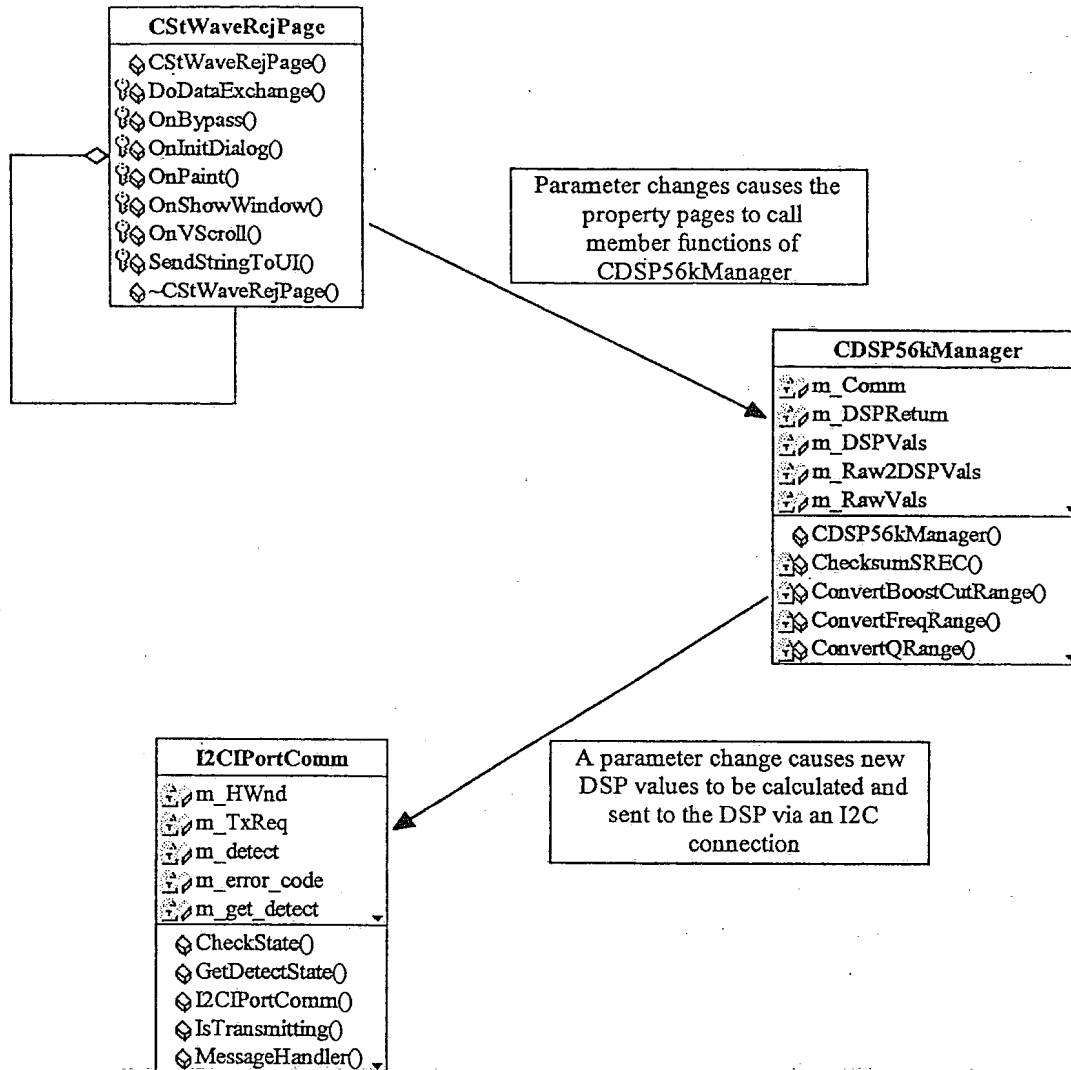 CStWaveRejPage
CStWaveRejPage()
DoDataExchange()
OnBypass()
OnInitDialog()
OnPaint()
OnShowWindow()
OnVScroll()
SendStringToUI()
~CStWaveRejPage()
Parameter changes causes the
property pages to call
member functions of
CDSP56kManager
CDSP56kManager
m_Comm
m_DSPReturn
m_DSPVals
m_Raw2DSPVals
m_RawVals
CDSP56kManager()
ChecksumSREC()
ConvertBoostCutRange()
ConvertFreqRange()
ConvertQRange()
I2CIPortComm
m_HWnd
m_TxReq
m_detect
m_error_code
m_get_detect
CheckState()
GetDetectState()
I2CIPortComm()
IsTransmitting()
MessageHandler()
A parameter change causes new
DSP values to be calculated and
sent to the DSP via an I2C
connection